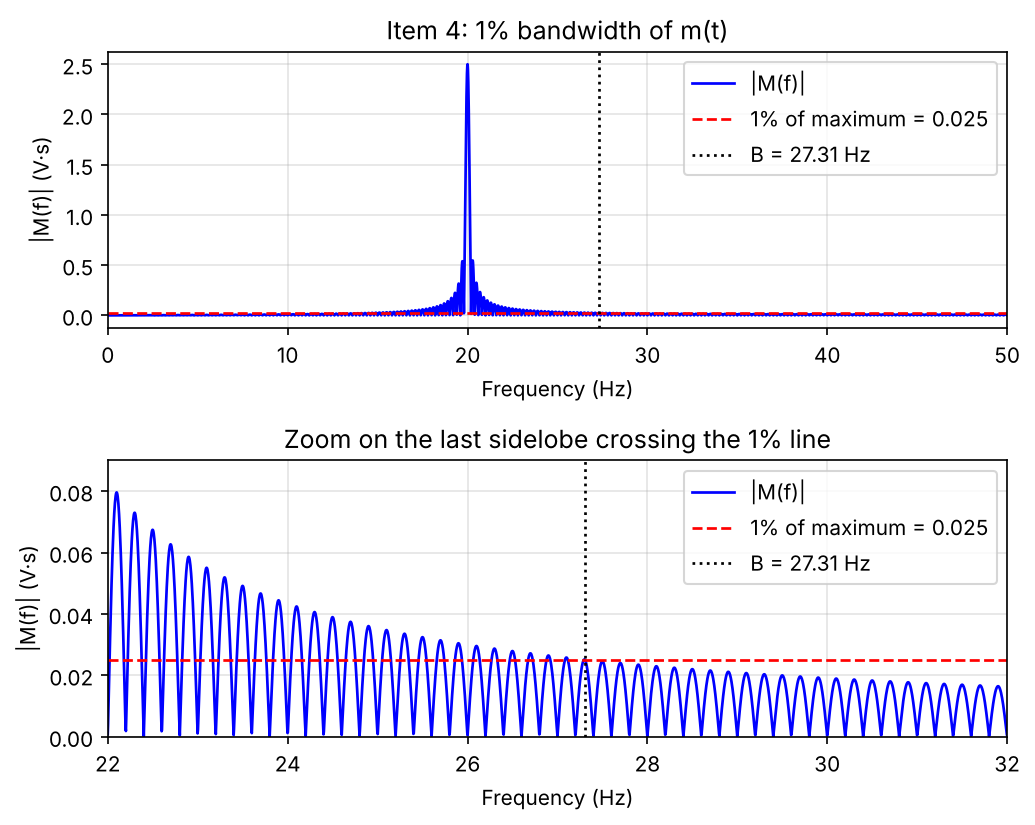 Item 4: 1% bandwidth of m(t)
|M(f)| (V·s)
2.5
2.0
1.5
1.0
0.5
0.0
|M(f)|
1% of maximum = 0.025
B = 27.31 Hz
0 10 20 30 40 50
Frequency (Hz)
Zoom on the last sidelobe crossing the 1% line
|M(f)| (V·s)
0.08
0.06
0.04
0.02
0.00
|M(f)|
1% of maximum = 0.025
B = 27.31 Hz
22 24 26 28 30 32
Frequency (Hz)